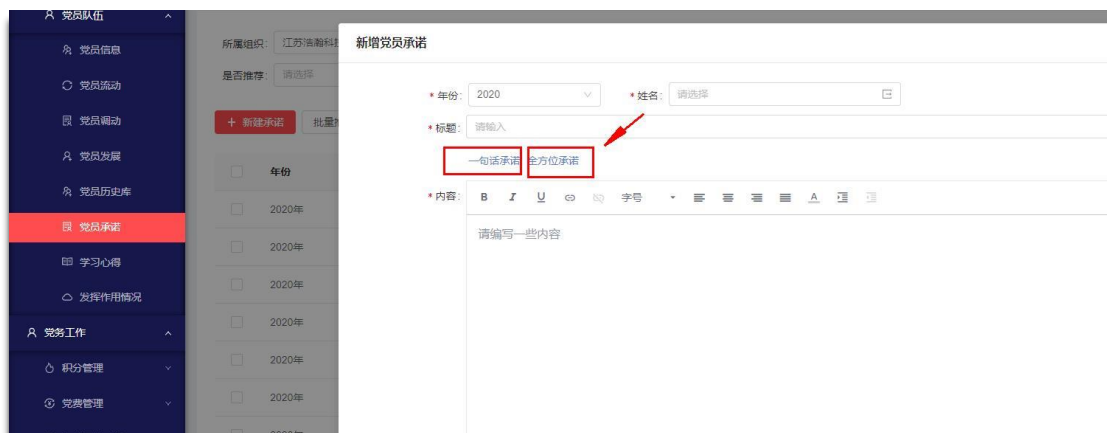 党员队伍
党员信息
党员流动
党员调动
党员发展
党员历史库
党员承诺
学习心得
发挥作用情况
党务工作
积分管理
党费管理
所属组织: 江苏浩瀚科技
是否推荐: 请选择
+ 新建承诺 批量
年份
2020年
2020年
2020年
2020年
2020年
2020年
新增党员承诺
* 年份: 2020 * 姓名: 请选择
* 标题: 请输入
一句话承诺 全方位承诺
* 内容: B I U 字号 A
请编写一些内容